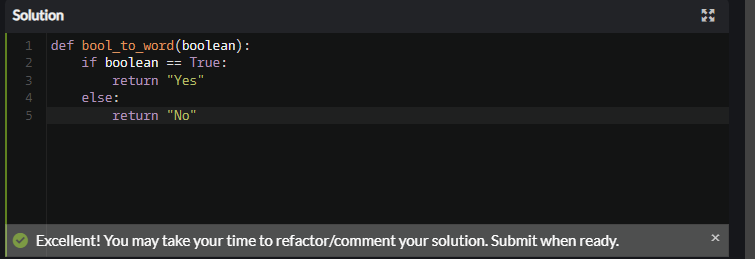 Solution
1 def bool_to_word(boolean):
2     if boolean == True:
3         return "Yes"
4     else:
5         return "No"
Excellent! You may take your time to refactor/comment your solution. Submit when ready. ×